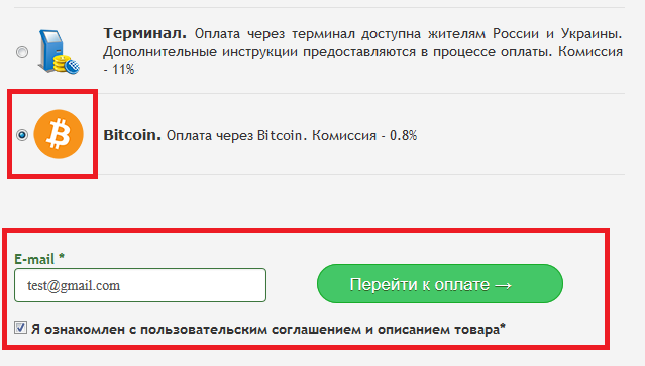 Терминал. Оплата через терминал доступна жителям России и Украины.
Дополнительные инструкции предоставляются в процессе оплаты. Комиссия
- 11%
Bitcoin. Оплата через Bitcoin. Комиссия - 0.8%
E-mail *
test@gmail.com
Перейти к оплате →
Я ознакомлен с пользовательским соглашением и описанием товара*